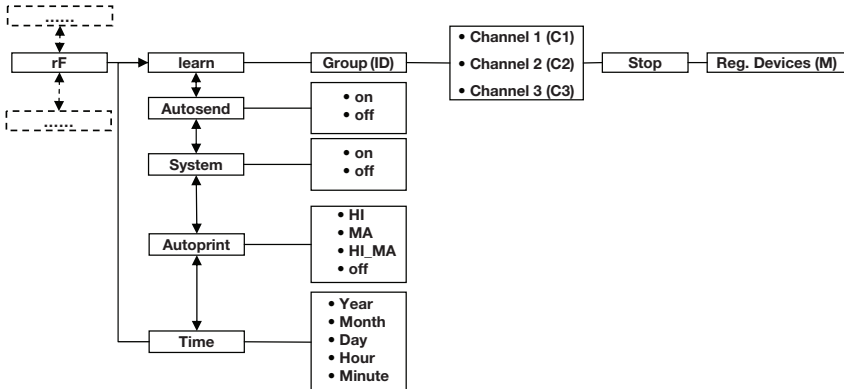 ......
rF
......
learn
Group (ID)
• Channel 1 (C1)
• Channel 2 (C2)
• Channel 3 (C3)
Stop
Reg. Devices (M)
Autosend
• on
• off
System
• on
• off
Autoprint
• HI
• MA
• HI_MA
• off
Time
• Year
• Month
• Day
• Hour
• Minute